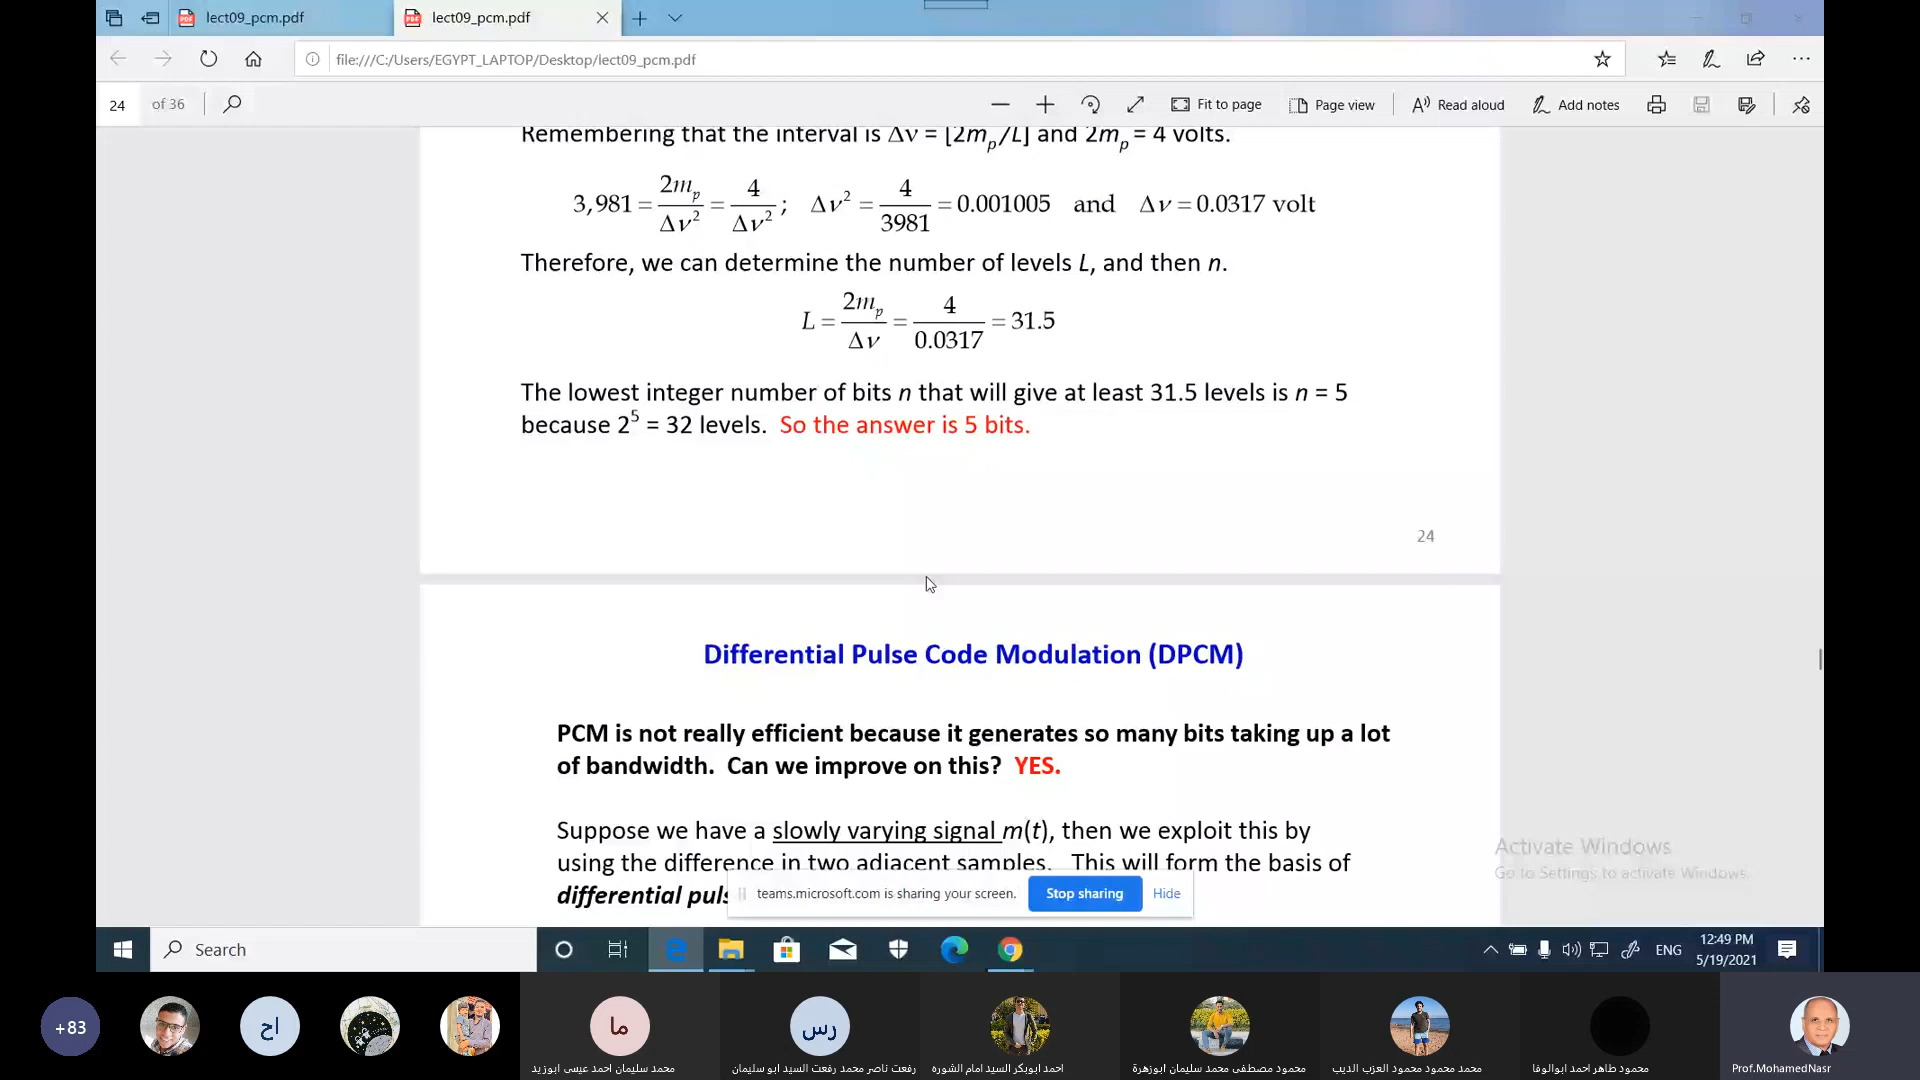 lect09_pcm.pdf
lect09_pcm.pdf
file:///C:/Users/EGYPT_LAPTOP/Desktop/lect09_pcm.pdf
24 of 36
Fit to page
Page view
Read aloud
Add notes
Remembering that the interval is Δν = [2mₚ/L] and 2mₚ = 4 volts.
3,981 = 2mₚ/Δν² = 4/Δν² ; Δν² = 4/3981 = 0.001005 and Δν = 0.0317 volt
Therefore, we can determine the number of levels L, and then n.
L = 2mₚ/Δν = 4/0.0317 = 31.5
The lowest integer number of bits n that will give at least 31.5 levels is n = 5
because 2⁵ = 32 levels. So the answer is 5 bits.
24
Differential Pulse Code Modulation (DPCM)
PCM is not really efficient because it generates so many bits taking up a lot
of bandwidth. Can we improve on this? YES.
Suppose we have a slowly varying signal m(t), then we exploit this by
using the difference in two adjacent samples. This will form the basis of
differential puls
Activate Windows
Go to Settings to activate Windows.
teams.microsoft.com is sharing your screen.
Stop sharing
Hide
Search
ENG
12:49 PM
5/19/2021
+83
اح
ما
رس
محمد سليمان احمد عيسى ابوزيد
رفعت ناصر محمد رفعت السيد ابو سليمان
احمد ابوبكر السيد امام الشوره
محمود مصطفى محمد سليمان ابوزهرة
محمد محمود محمود العزب الديب
محمود طاهر احمد ابوالوفا
Prof.MohamedNasr